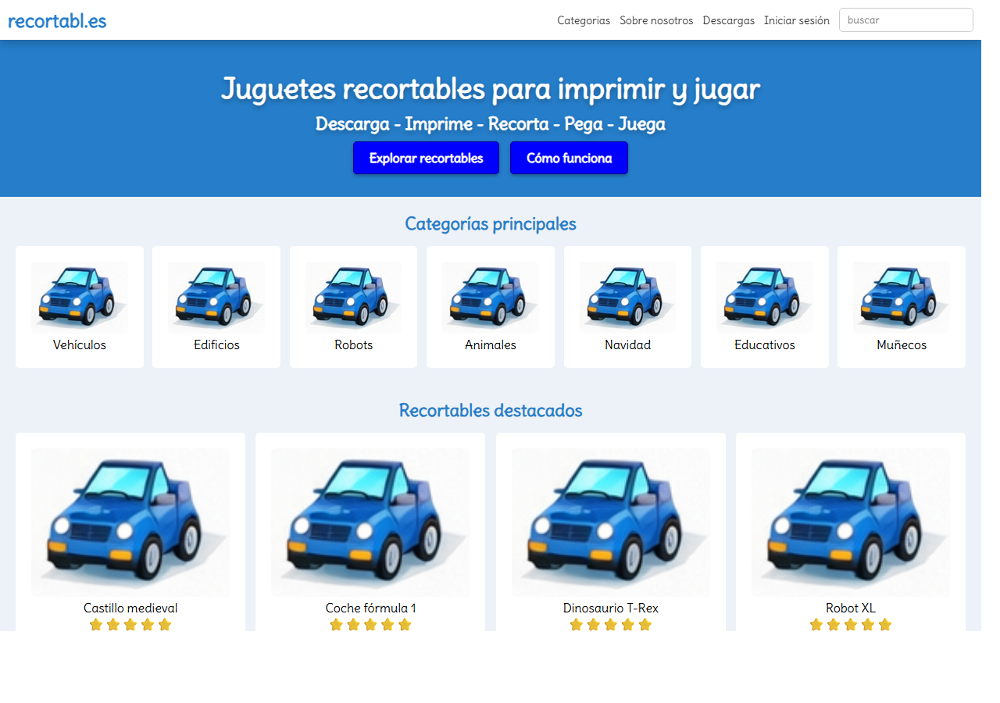 recortabl.es
Categorias Sobre nosotros Descargas Iniciar sesión buscar
Juguetes recortables para imprimir y jugar
Descarga - Imprime - Recorta - Pega - Juega
Explorar recortables Cómo funciona
Categorías principales
Vehículos Edificios Robots Animales Navidad Educativos Muñecos
Recortables destacados
Castillo medieval Coche fórmula 1 Dinosaurio T-Rex Robot XL